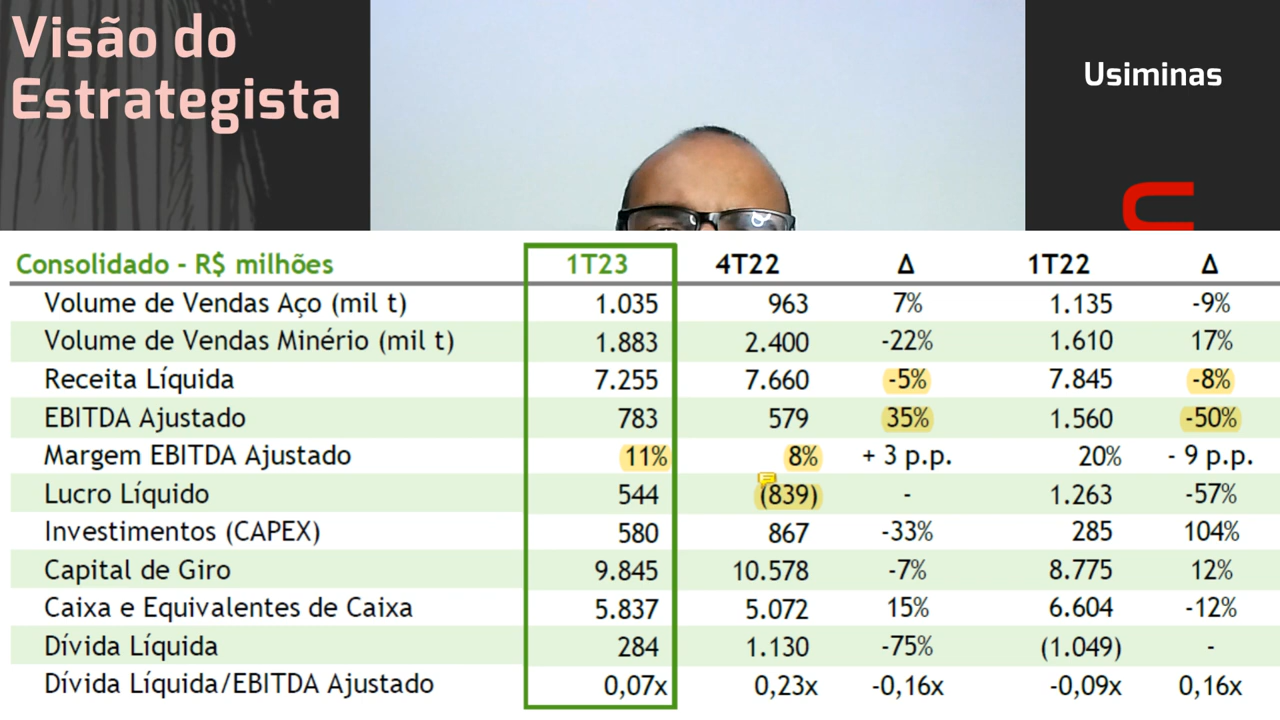 Visão do
Estrategista
Usiminas
Consolidado - R$ milhões 1T23 4T22 Δ 1T22 Δ
Volume de Vendas Aço (mil t) 1.035 963 7% 1.135 -9%
Volume de Vendas Minério (mil t) 1.883 2.400 -22% 1.610 17%
Receita Líquida 7.255 7.660 -5% 7.845 -8%
EBITDA Ajustado 783 579 35% 1.560 -50%
Margem EBITDA Ajustado 11% 8% + 3 p.p. 20% - 9 p.p.
Lucro Líquido 544 (839) - 1.263 -57%
Investimentos (CAPEX) 580 867 -33% 285 104%
Capital de Giro 9.845 10.578 -7% 8.775 12%
Caixa e Equivalentes de Caixa 5.837 5.072 15% 6.604 -12%
Dívida Líquida 284 1.130 -75% (1.049) -
Dívida Líquida/EBITDA Ajustado 0,07x 0,23x -0,16x -0,09x 0,16x